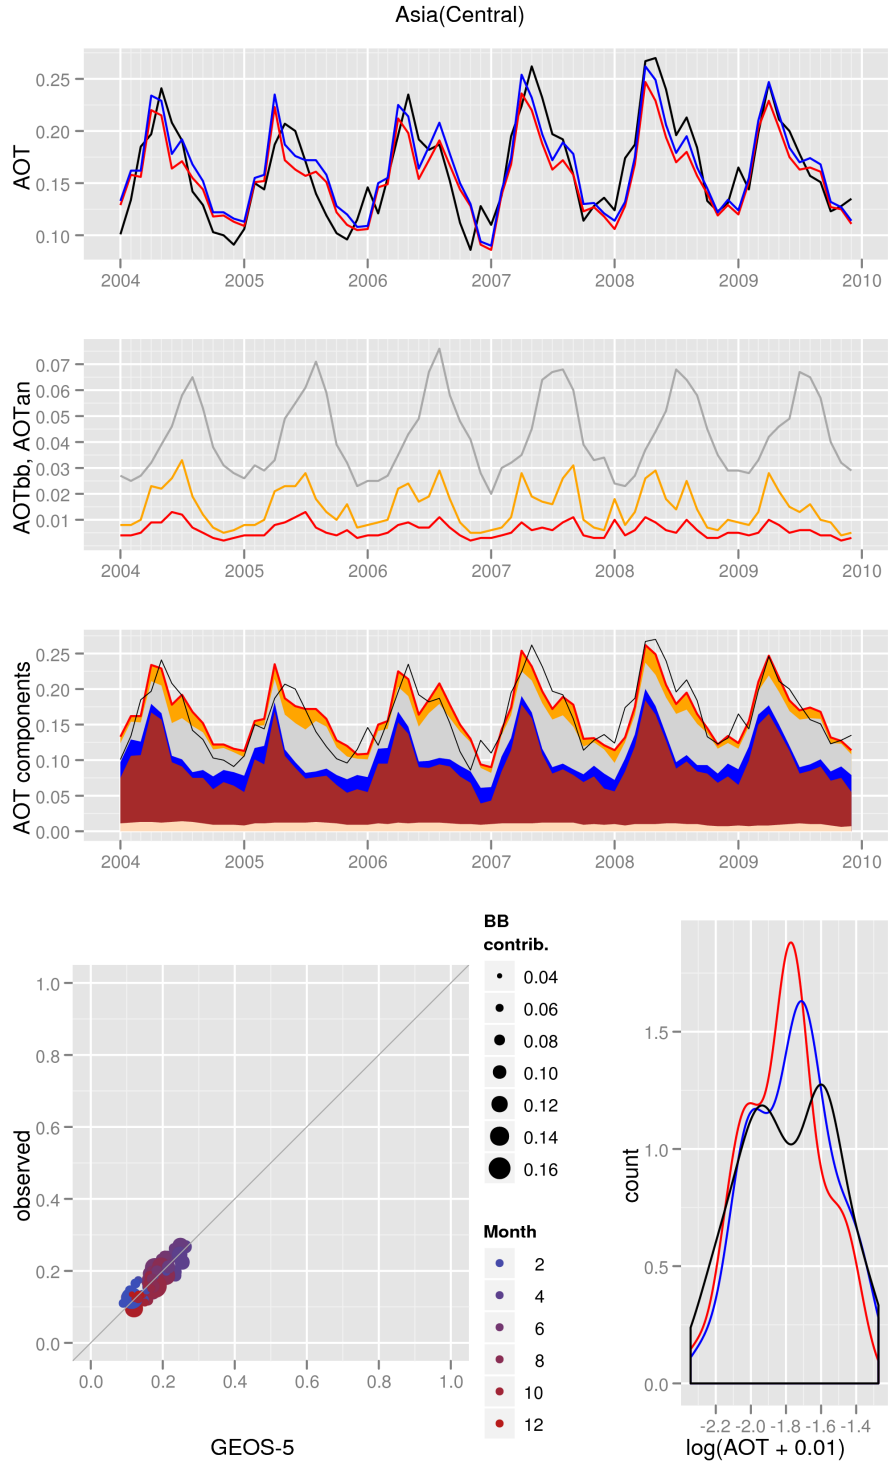 Asia(Central)
AOT
0.25
0.20
0.15
0.10
2004 2005 2006 2007 2008 2009 2010
AOTbb, AOTan
0.07
0.06
0.05
0.04
0.03
0.02
0.01
2004 2005 2006 2007 2008 2009 2010
AOT components
0.25
0.20
0.15
0.10
0.05
0.00
2004 2005 2006 2007 2008 2009 2010
observed
1.0
0.8
0.6
0.4
0.2
0.0
0.0 0.2 0.4 0.6 0.8 1.0
GEOS-5
BB
contrib.
0.04
0.06
0.08
0.10
0.12
0.14
0.16
Month
2
4
6
8
10
12
count
1.5
1.0
0.5
0.0
-2.2 -2.0 -1.8 -1.6 -1.4
log(AOT + 0.01)